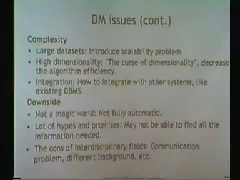 DM issues (cont.)
Complexity
• Large datasets: Introduce scalability problem
• High dimensionality: 'The curse of dimensionality', decrease
the algorithm efficiency.
• Integration: How to integrate with other systems, like
existing DBMS.
Downside
• Not a magic wand: Not fully automatic.
• Lot of hypes and promises: May not be able to find all the
information needed.
• The cons of interdisciplinary fields: Communication
problem, different background, etc.